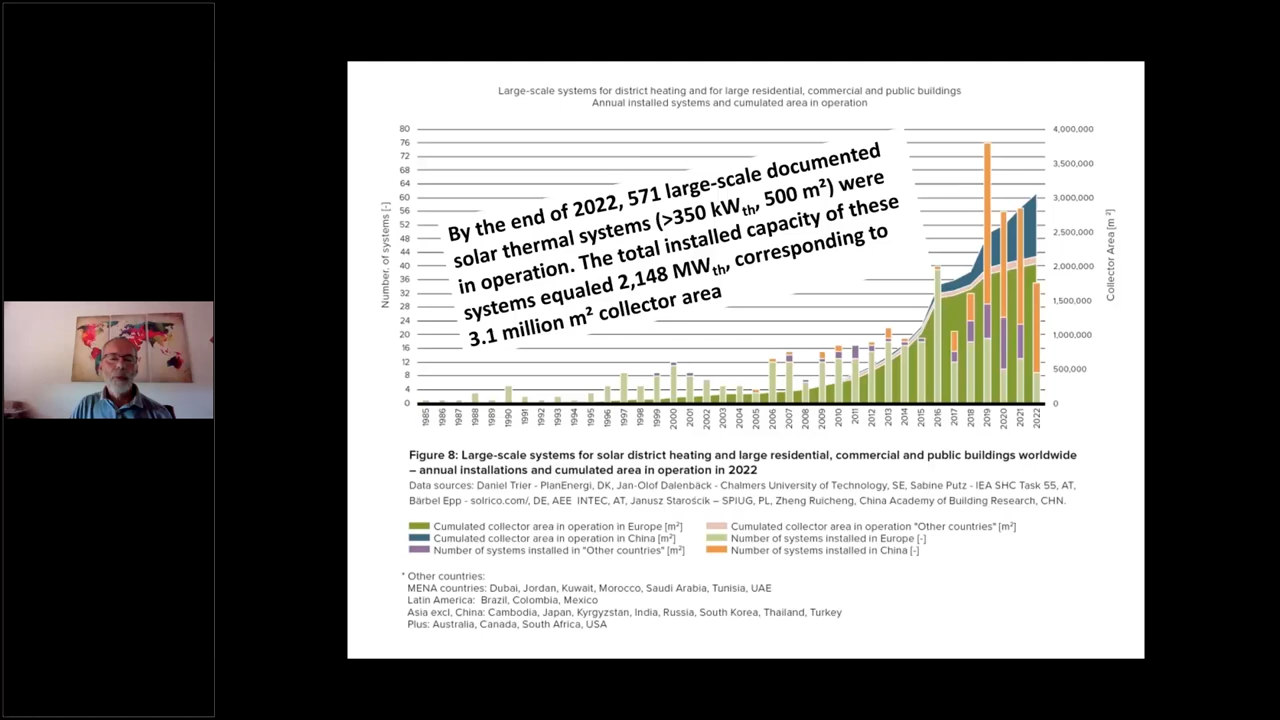 Large-scale systems for district heating and for large residential, commercial and public buildings
Annual installed systems and cumulated area in operation
80
76
72
68
64
60
56
52
48
44
40
36
32
28
24
20
16
12
8
4
0
Number. of systems [-]
By the end of 2022, 571 large-scale documented
solar thermal systems (>350 kWth, 500 m²) were
in operation. The total installed capacity of these
systems equaled 2,148 MWth, corresponding to
3.1 million m² collector area
4,000,000
3,500,000
3,000,000
2,500,000
2,000,000
1,500,000
1,000,000
500,000
0
Collector Area [m ²]
1985 1986 1987 1988 1989 1990 1991 1992 1993 1994 1995 1996 1997 1998 1999 2000 2001 2002 2003 2004 2005 2006 2007 2008 2009 2010 2011 2012 2013 2014 2015 2016 2017 2018 2019 2020 2021 2022
Figure 8: Large-scale systems for solar district heating and large residential, commercial and public buildings worldwide
– annual installations and cumulated area in operation in 2022
Data sources: Daniel Trier - PlanEnergi, DK, Jan-Olof Dalenbäck - Chalmers University of Technology, SE, Sabine Putz - IEA SHC Task 55, AT,
Bärbel Epp - solrico.com/, DE, AEE INTEC, AT, Janusz Starościk – SPIUG, PL, Zheng Ruicheng, China Academy of Building Research, CHN.
Cumulated collector area in operation in Europe [m²]
Cumulated collector area in operation "Other countries" [m²]
Cumulated collector area in operation in China [m²]
Number of systems installed in Europe [-]
Number of systems installed in "Other countries" [m²]
Number of systems installed in China [-]
* Other countries:
MENA countries: Dubai, Jordan, Kuwait, Morocco, Saudi Arabia, Tunisia, UAE
Latin America: Brazil, Colombia, Mexico
Asia excl, China: Cambodia, Japan, Kyrgyzstan, India, Russia, South Korea, Thailand, Turkey
Plus: Australia, Canada, South Africa, USA